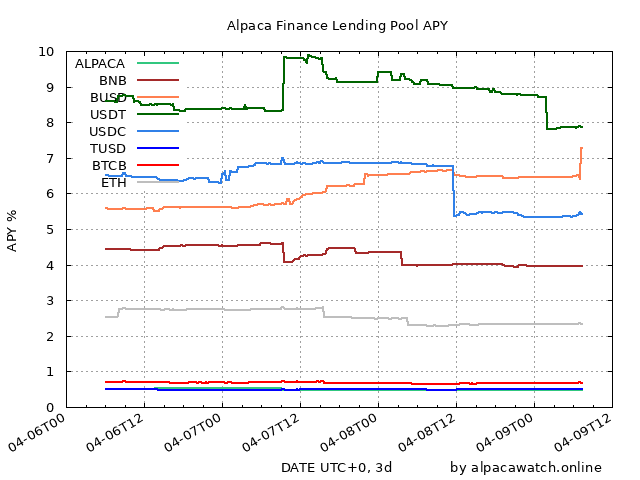 Alpaca Finance Lending Pool APY
APY %
10
9
8
7
6
5
4
3
2
1
0
ALPACA
BNB
BUSD
USDT
USDC
TUSD
BTCB
ETH
04-06T00
04-06T12
04-07T00
04-07T12
04-08T00
04-08T12
04-09T00
04-09T12
DATE UTC+0, 3d
by alpacawatch.online